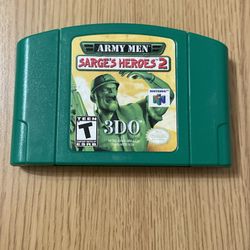 ARMY MEN
SARGE'S HEROES 2
TEEN
T
ESRB
3DO
NINTENDO 64